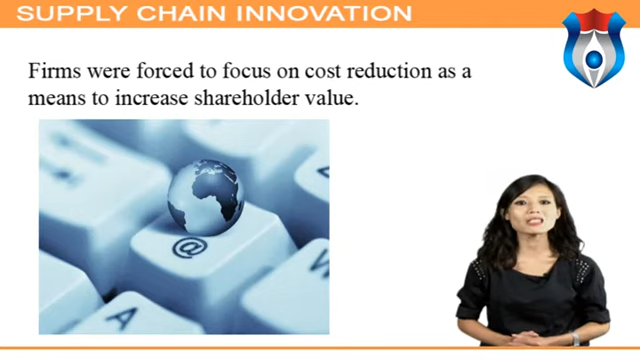 SUPPLY CHAIN INNOVATION
Firms were forced to focus on cost reduction as a
means to increase shareholder value.
@
A
W